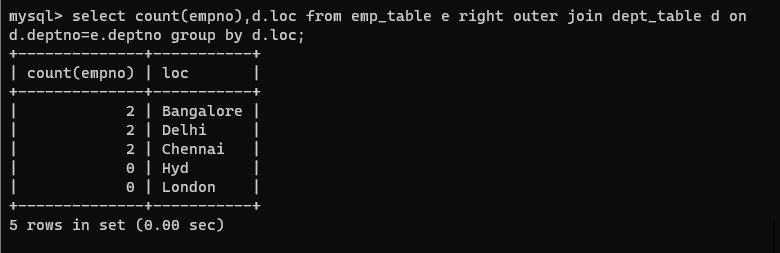 mysql> select count(empno),d.loc from emp_table e right outer join dept_table d on
d.deptno=e.deptno group by d.loc;
+--------------+-----------+
| count(empno) | loc       |
+--------------+-----------+
|            2 | Bangalore |
|            2 | Delhi     |
|            2 | Chennai   |
|            0 | Hyd       |
|            0 | London    |
+--------------+-----------+
5 rows in set (0.00 sec)